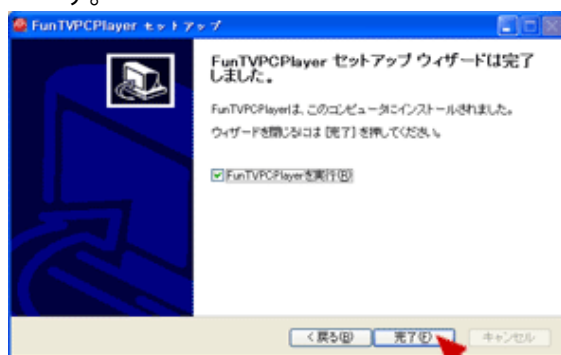 す。
FunTVPCPlayer セットアップ
FunTVPCPlayer セットアップ ウィザードは完了
しました。
FunTVPCPlayerは、このコンピュータにインストールされました。
ウィザードを閉じるには [完了] を押してください。
FunTVPCPlayerを実行(R)
< 戻る(B)
完了(F)
キャンセル